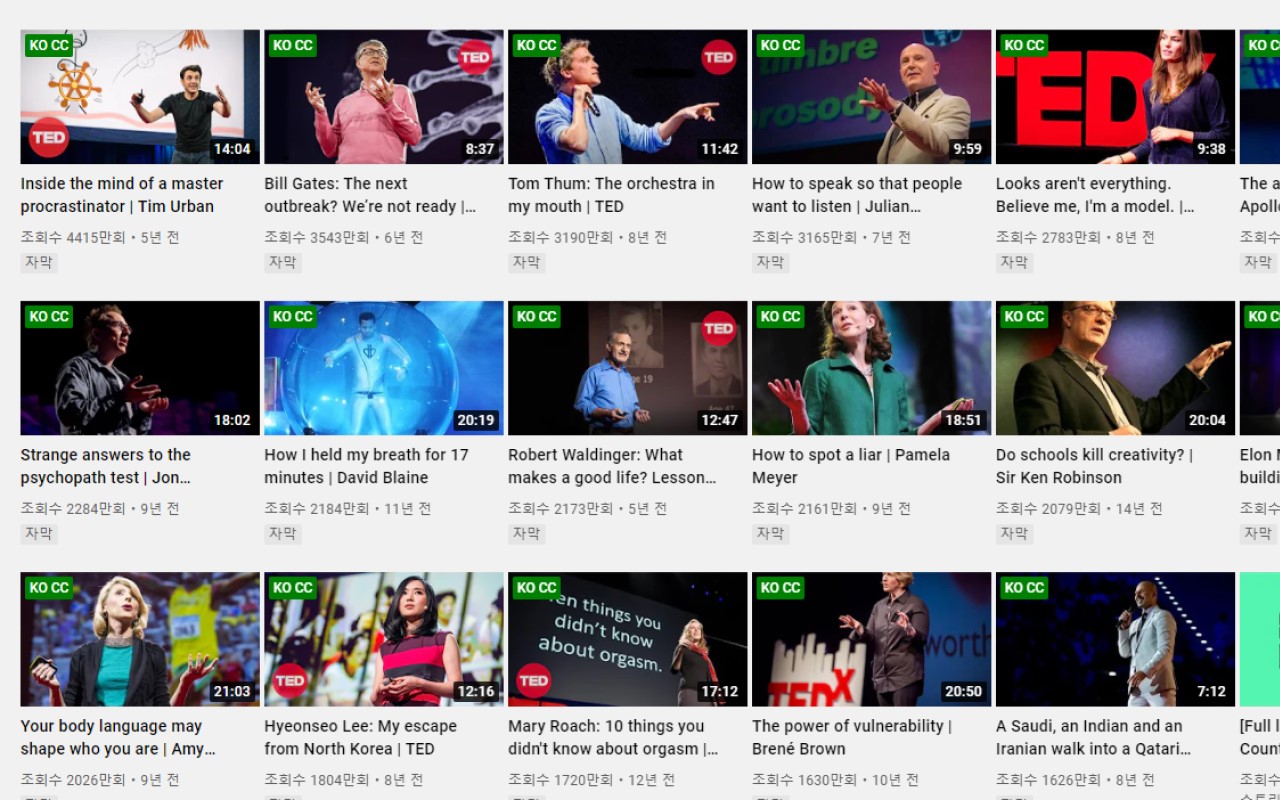 KO CC
TED
14:04
Inside the mind of a master
procrastinator | Tim Urban
조회수 4415만회 • 5년 전
자막
KO CC
TED
8:37
Bill Gates: The next
outbreak? We're not ready |...
조회수 3543만회 • 6년 전
자막
KO CC
TED
11:42
Tom Thum: The orchestra in
my mouth | TED
조회수 3190만회 • 8년 전
자막
KO CC
9:59
How to speak so that people
want to listen | Julian...
조회수 3165만회 • 7년 전
자막
KO CC
TEDx
9:38
Looks aren't everything.
Believe me, I'm a model. |...
조회수 2783만회 • 8년 전
자막
KO C
The a
Apoll
조회수
자막
KO CC
18:02
Strange answers to the
psychopath test | Jon...
조회수 2284만회 • 9년 전
자막
KO CC
20:19
How I held my breath for 17
minutes | David Blaine
조회수 2184만회 • 11년 전
자막
KO CC
TED
12:47
Robert Waldinger: What
makes a good life? Lesson...
조회수 2173만회 • 5년 전
자막
KO CC
18:51
How to spot a liar | Pamela
Meyer
조회수 2161만회 • 9년 전
자막
KO CC
20:04
Do schools kill creativity? |
Sir Ken Robinson
조회수 2079만회 • 14년 전
자막
KO C
Elon
buildi
조회수
자막
KO CC
21:03
Your body language may
shape who you are | Amy...
조회수 2026만회 • 9년 전
KO CC
TED
12:16
Hyeonseo Lee: My escape
from North Korea | TED
조회수 1804만회 • 8년 전
KO CC
Ten things you
didn't know
about orgasm.
TED
17:12
Mary Roach: 10 things you
didn't know about orgasm |...
조회수 1720만회 • 12년 전
KO CC
worth
TEDx
20:50
The power of vulnerability |
Brené Brown
조회수 1630만회 • 10년 전
KO CC
7:12
A Saudi, an Indian and an
Iranian walk into a Qatari...
조회수 1626만회 • 8년 전
[Full
Coun
조회수